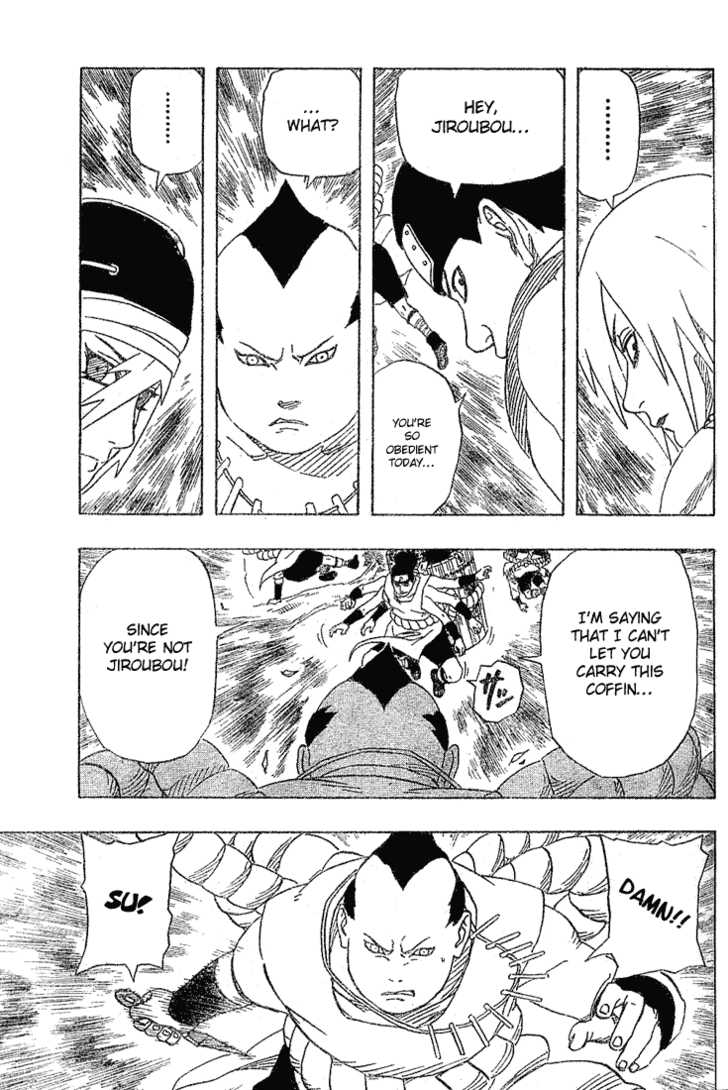 .........
HEY,
JIROUBOU...
YOU'RE
SO
OBEDIENT
TODAY...
...
WHAT?
........
I'M SAYING
THAT I CAN'T
LET YOU
CARRY THIS
COFFIN...
SINCE
YOU'RE NOT
JIROUBOU!
DAMN!!
SU!